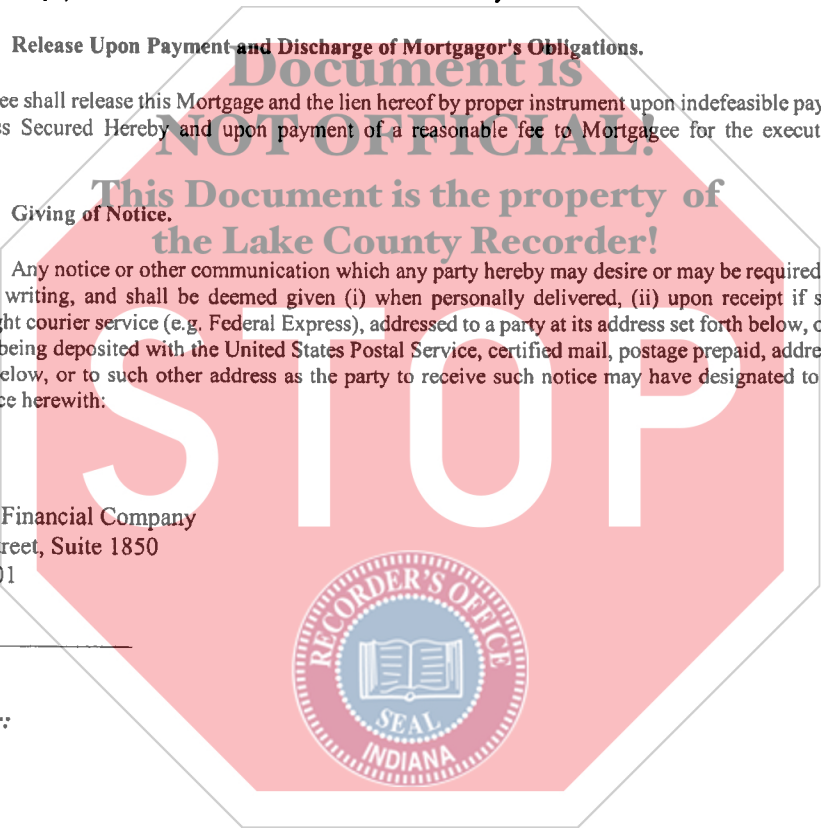 Release Upon Payment and Discharge of Mortgagor's Obligations.
Document is
ee shall release this Mortgage and the lien hereof by proper instrument upon indefeasible pay
s Secured Hereby and upon payment of a reasonable fee to Mortgagee for the execut
NOT OFFICIAL!
This Document is the property of
Giving of Notice.
the Lake County Recorder!
Any notice or other communication which any party hereby may desire or may be required
writing, and shall be deemed given (i) when personally delivered, (ii) upon receipt if s
ht courier service (e.g. Federal Express), addressed to a party at its address set forth below, o
being deposited with the United States Postal Service, certified mail, postage prepaid, addre
elow, or to such other address as the party to receive such notice may have designated to
ce herewith:
STOP
Financial Company
reet, Suite 1850
01
RECORDER'S OFFICE
SEAL
INDIANA